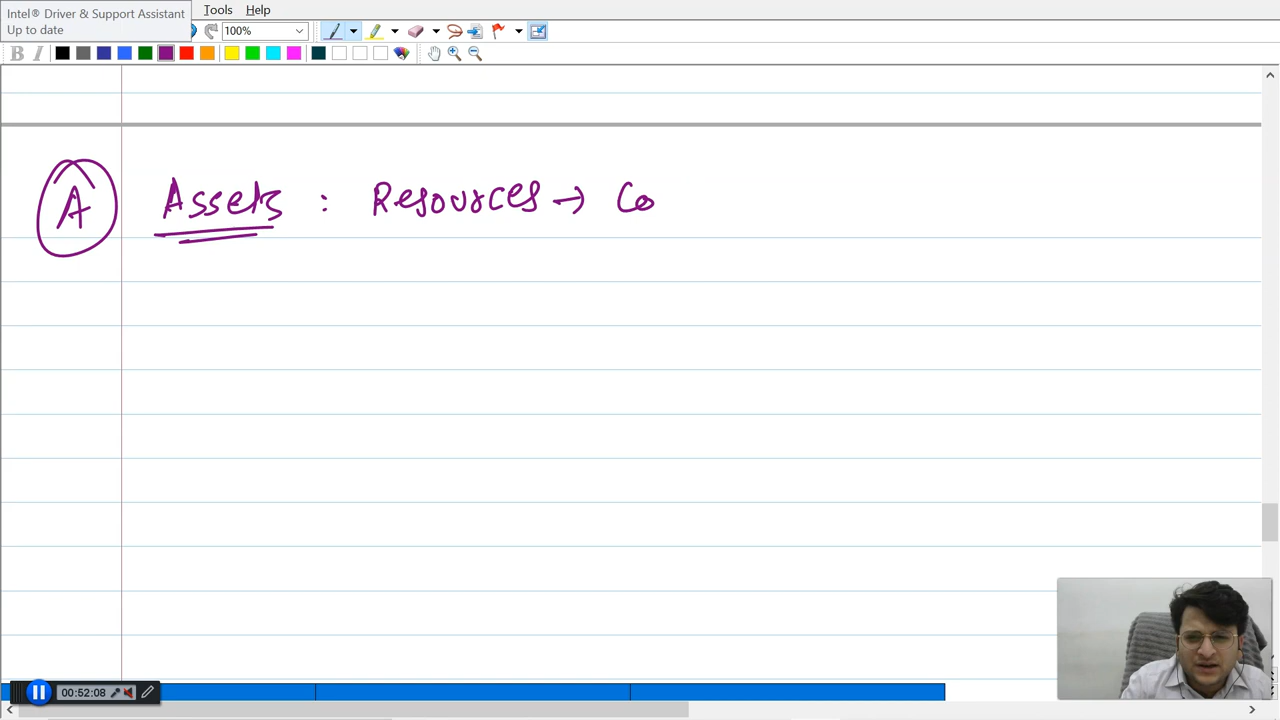 Intel® Driver & Support Assistant
Up to date
Tools Help
100%
B I
A Assets : Resources → Co
00:52:08